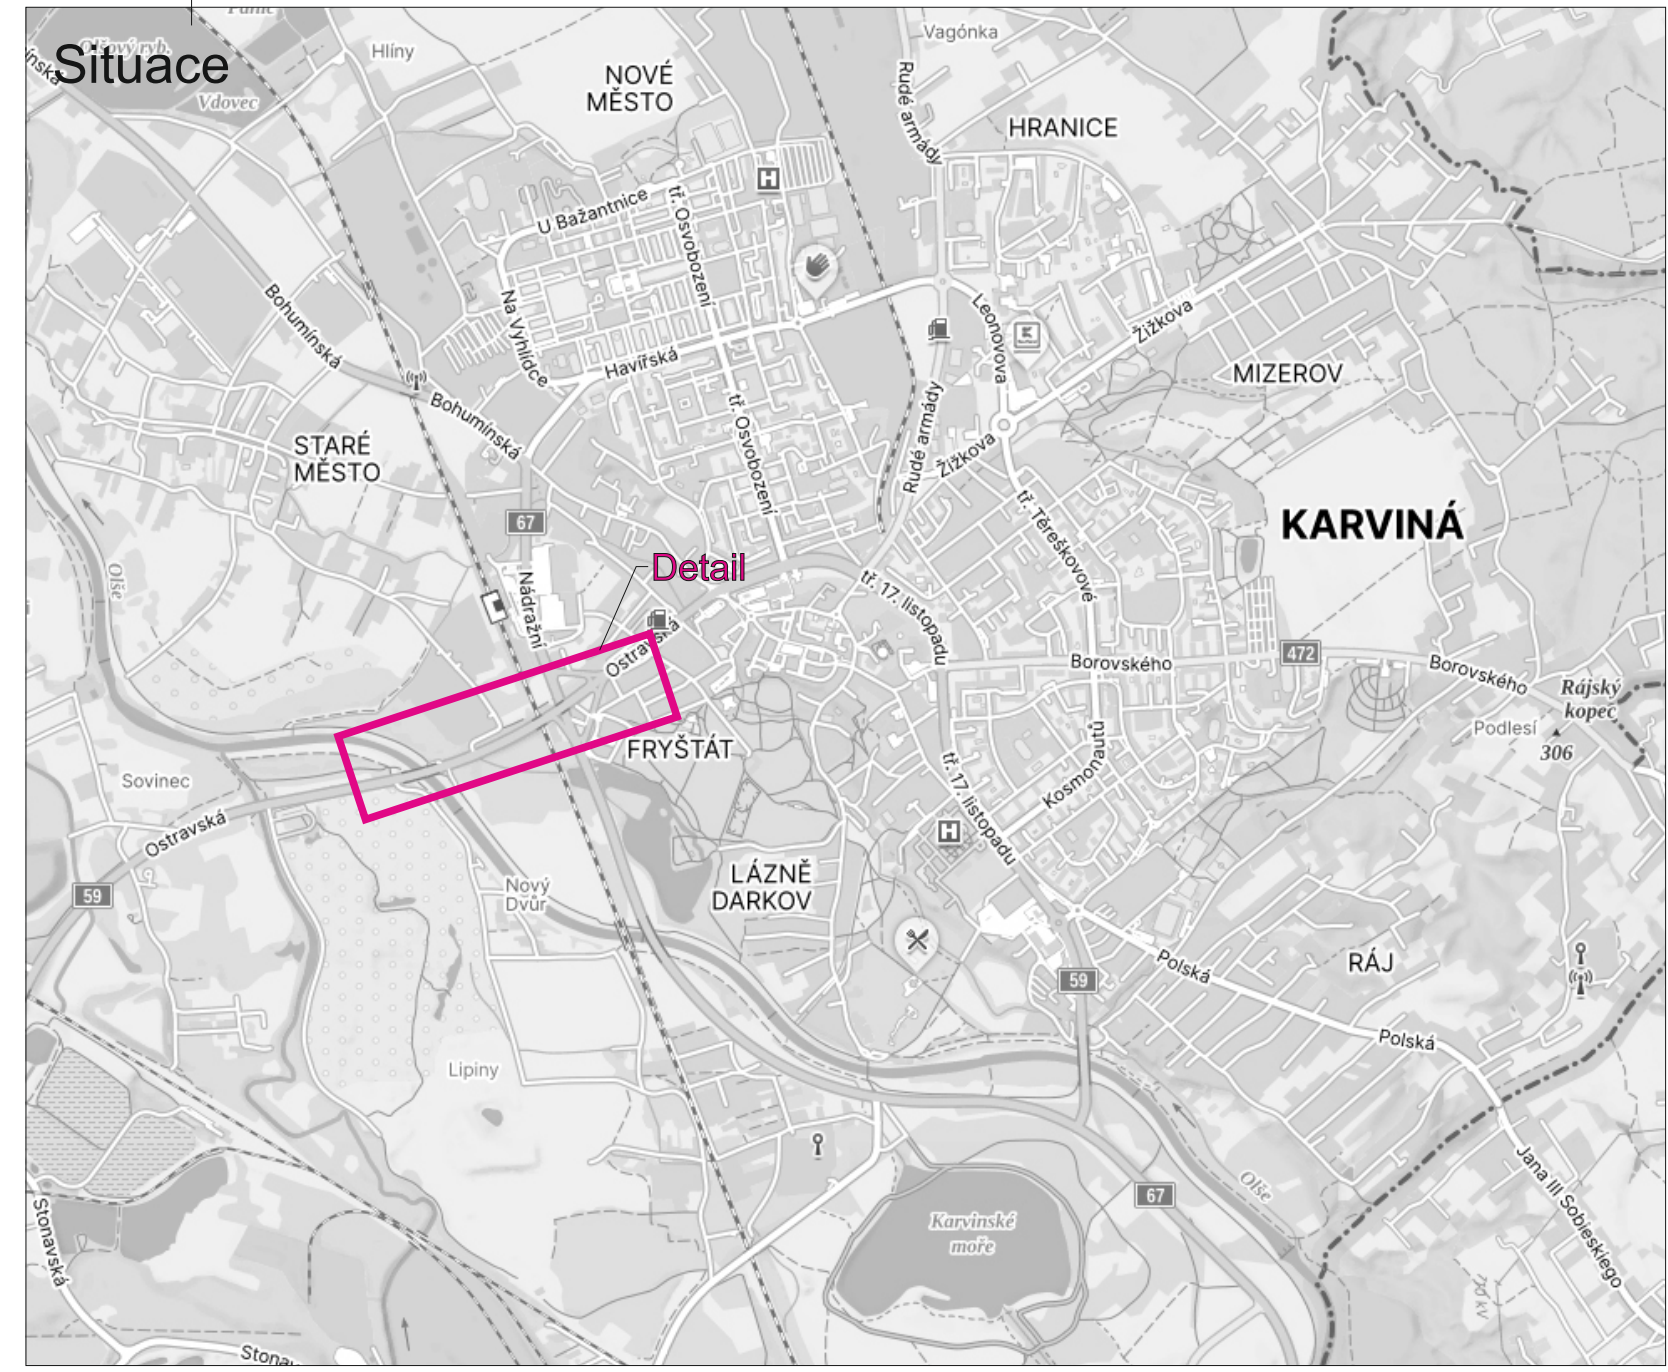 Situace
Olšový ryb.
Vdovec
Hlíny
NOVÉ
MĚSTO
Vagónka
Rudé armády
HRANICE
U Bažantnice
tř. Osvobození
H
Na Vyhlídce
Bohumínská
Havířská
Leonovova
K
Žižkova
MIZEROV
Bohumínská
tř. Osvobození
Rudé armády
Žižkova
STARÉ
MĚSTO
67
tř. Těreškovové
KARVINÁ
Olše
Nádražní
Detail
tř. 17. listopadu
Ostravská
Borovského
472
Borovského
Rájský
kopec
Podlesí
306
FRYŠTÁT
Sovinec
Ostravská
tř. 17. listopadu
Kosmonautů
H
59
Nový
Dvůr
LÁZNĚ
DARKOV
59
Polská
RÁJ
Polská
Lipiny
Jana III Sobieskiego
Olše
67
Karvinské
moře
Stonavská